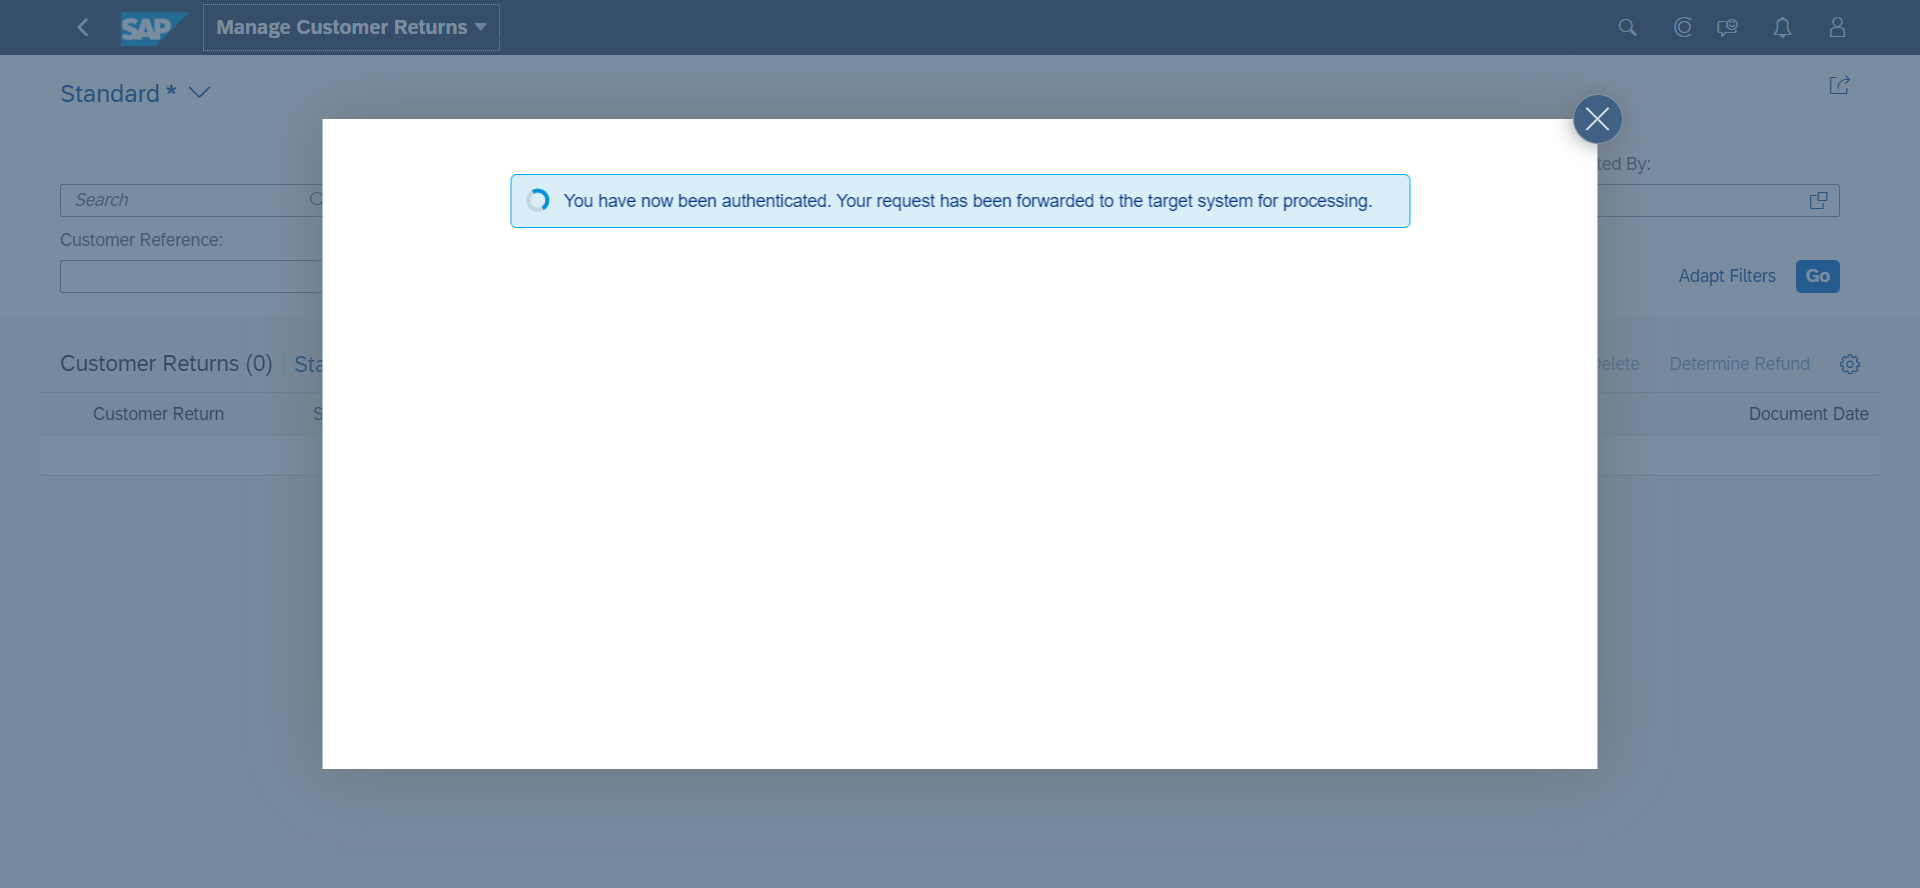 SAP
Manage Customer Returns
Standard *
Search
ted By:
Customer Reference:
Adapt Filters
Go
You have now been authenticated. Your request has been forwarded to the target system for processing.
Customer Returns (0)
Sta
elete
Determine Refund
Customer Return
S
Document Date